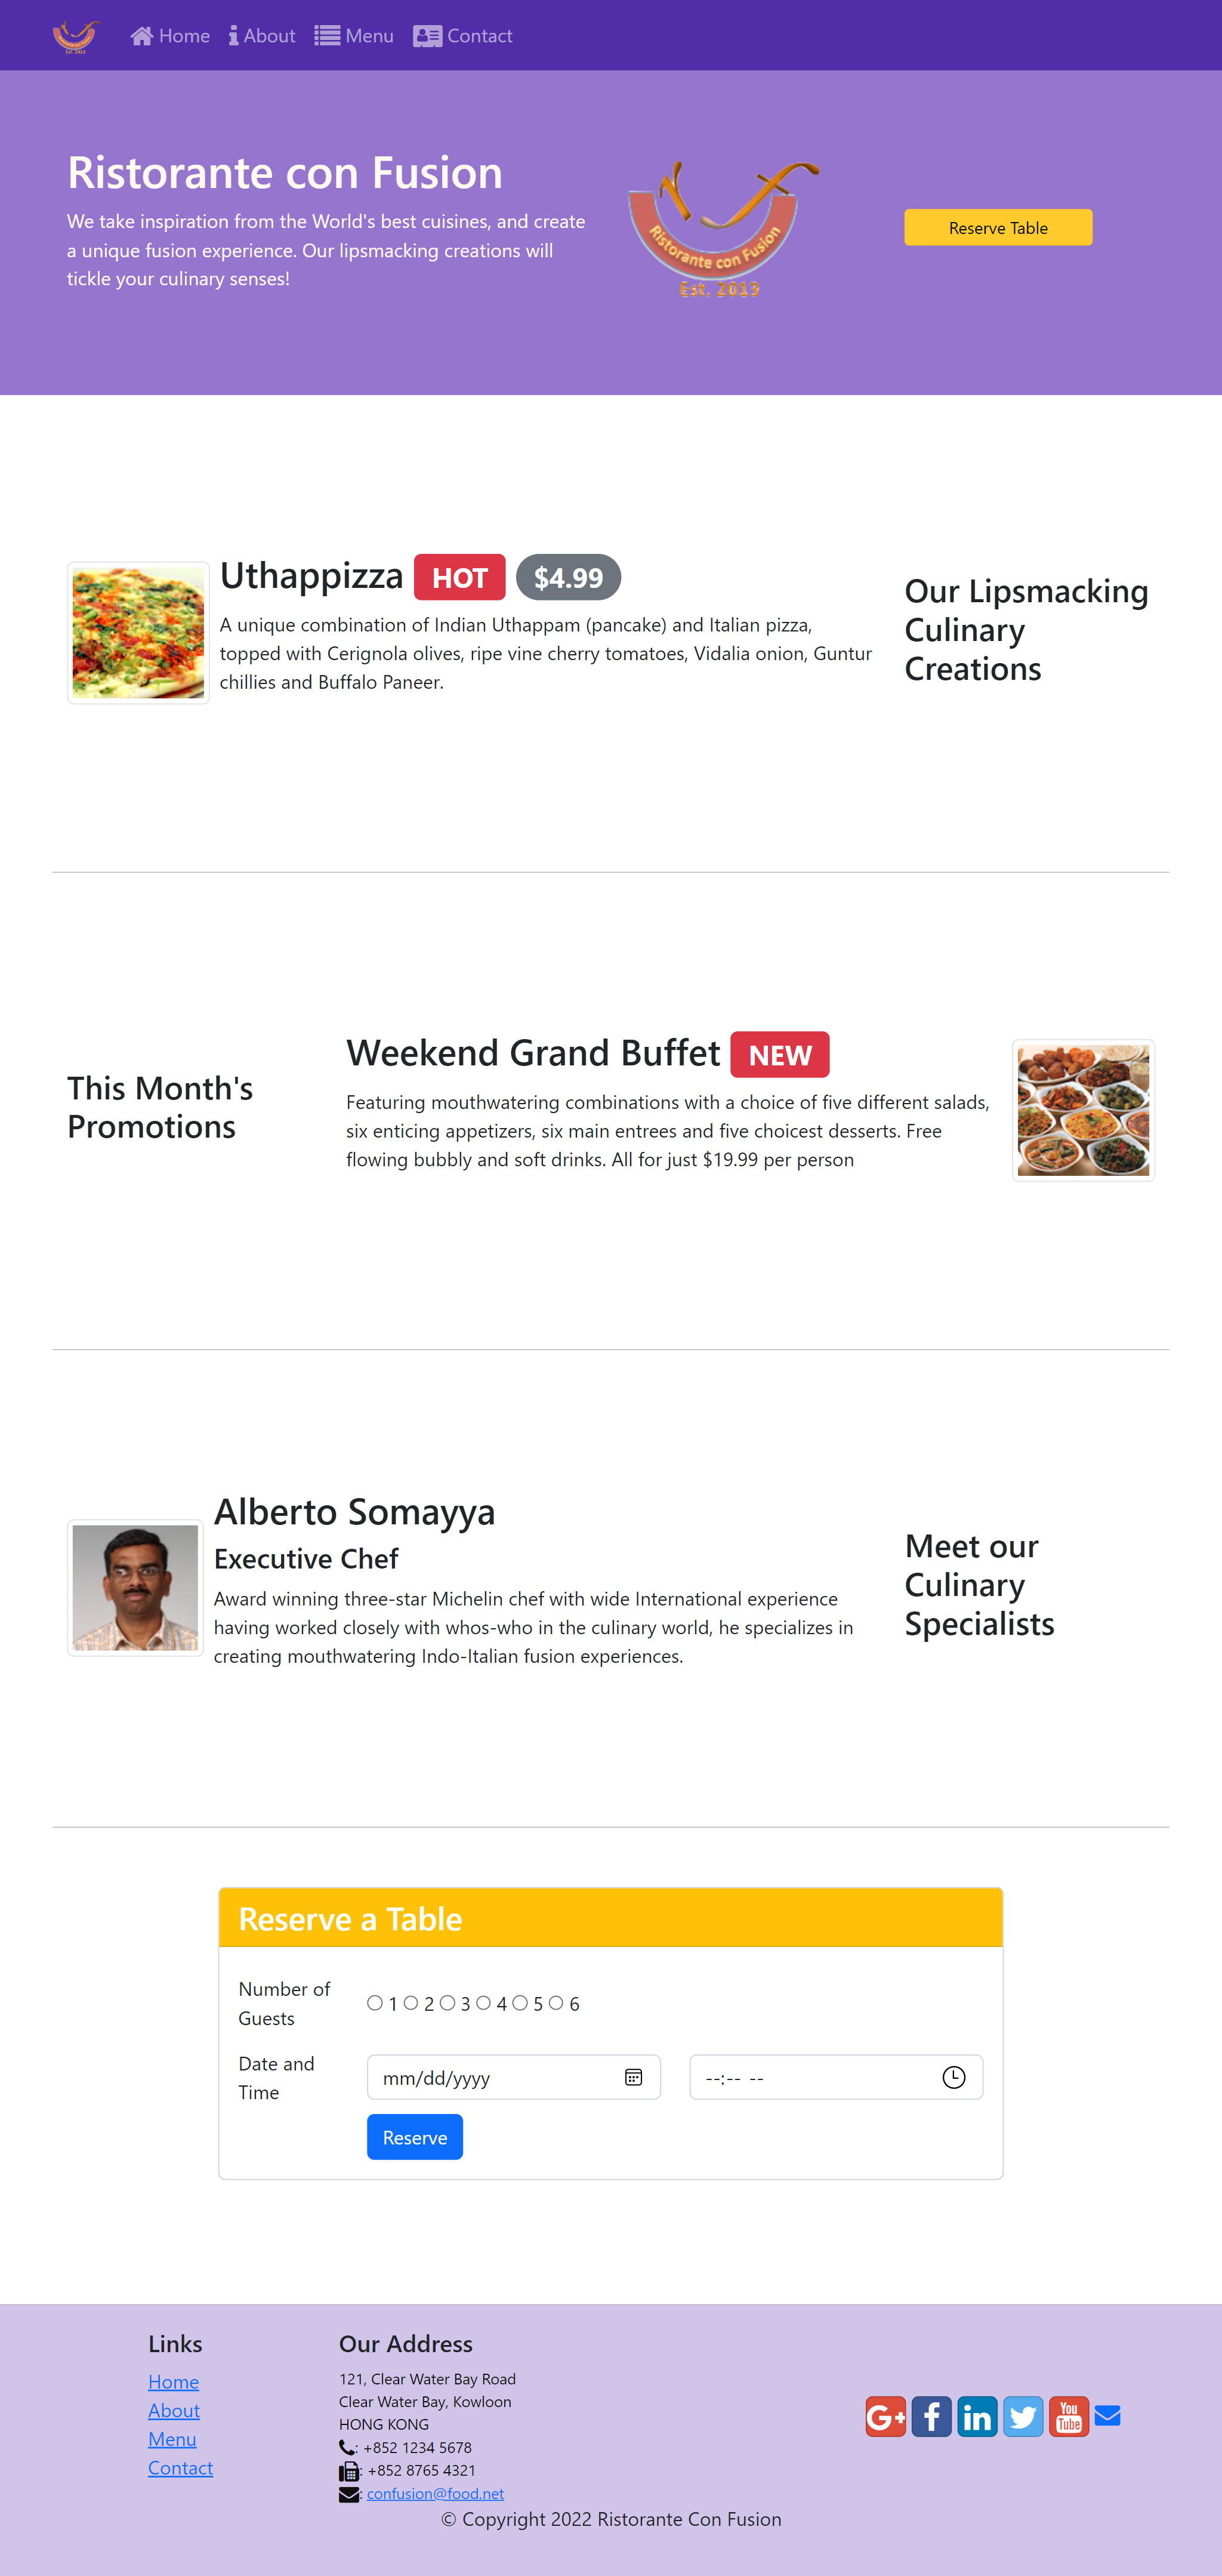 Home About Menu Contact
Ristorante con Fusion
We take inspiration from the World's best cuisines, and create
a unique fusion experience. Our lipsmacking creations will
tickle your culinary senses!
Ristorante con Fusion
Est. 2013
Reserve Table
Uthappizza HOT $4.99
A unique combination of Indian Uthappam (pancake) and Italian pizza,
topped with Cerignola olives, ripe vine cherry tomatoes, Vidalia onion, Guntur
chillies and Buffalo Paneer.
Our Lipsmacking
Culinary
Creations
This Month's
Promotions
Weekend Grand Buffet NEW
Featuring mouthwatering combinations with a choice of five different salads,
six enticing appetizers, six main entrees and five choicest desserts. Free
flowing bubbly and soft drinks. All for just $19.99 per person
Alberto Somayya
Executive Chef
Award winning three-star Michelin chef with wide International experience
having worked closely with whos-who in the culinary world, he specializes in
creating mouthwatering Indo-Italian fusion experiences.
Meet our
Culinary
Specialists
Reserve a Table
Number of
Guests
1 2 3 4 5 6
Date and
Time
mm/dd/yyyy
--:-- --
Reserve
Links
Home
About
Menu
Contact
Our Address
121, Clear Water Bay Road
Clear Water Bay, Kowloon
HONG KONG
: +852 1234 5678
: +852 8765 4321
: confusion@food.net
G+ f in You Tube
© Copyright 2022 Ristorante Con Fusion